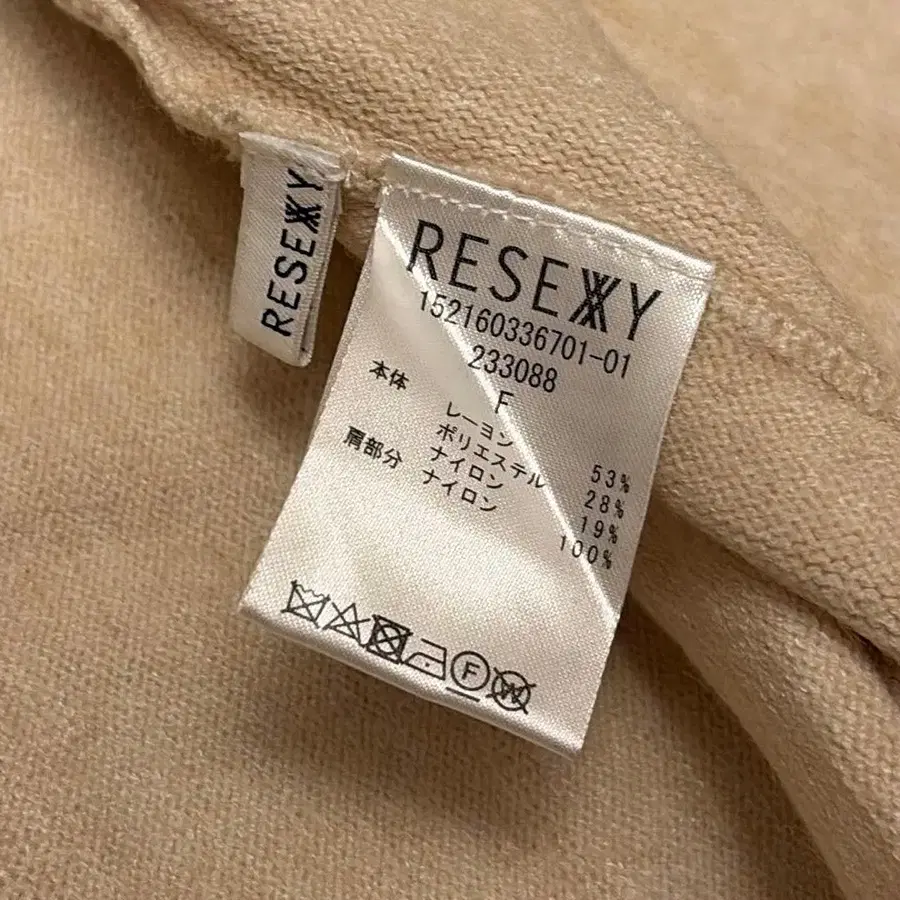 RESEXXY
RESEXXY
152160336701-01
233088
F
本体 レーヨン 53%
ポリエステル 28%
ナイロン 19%
肩部分 ナイロン 100%
F
W